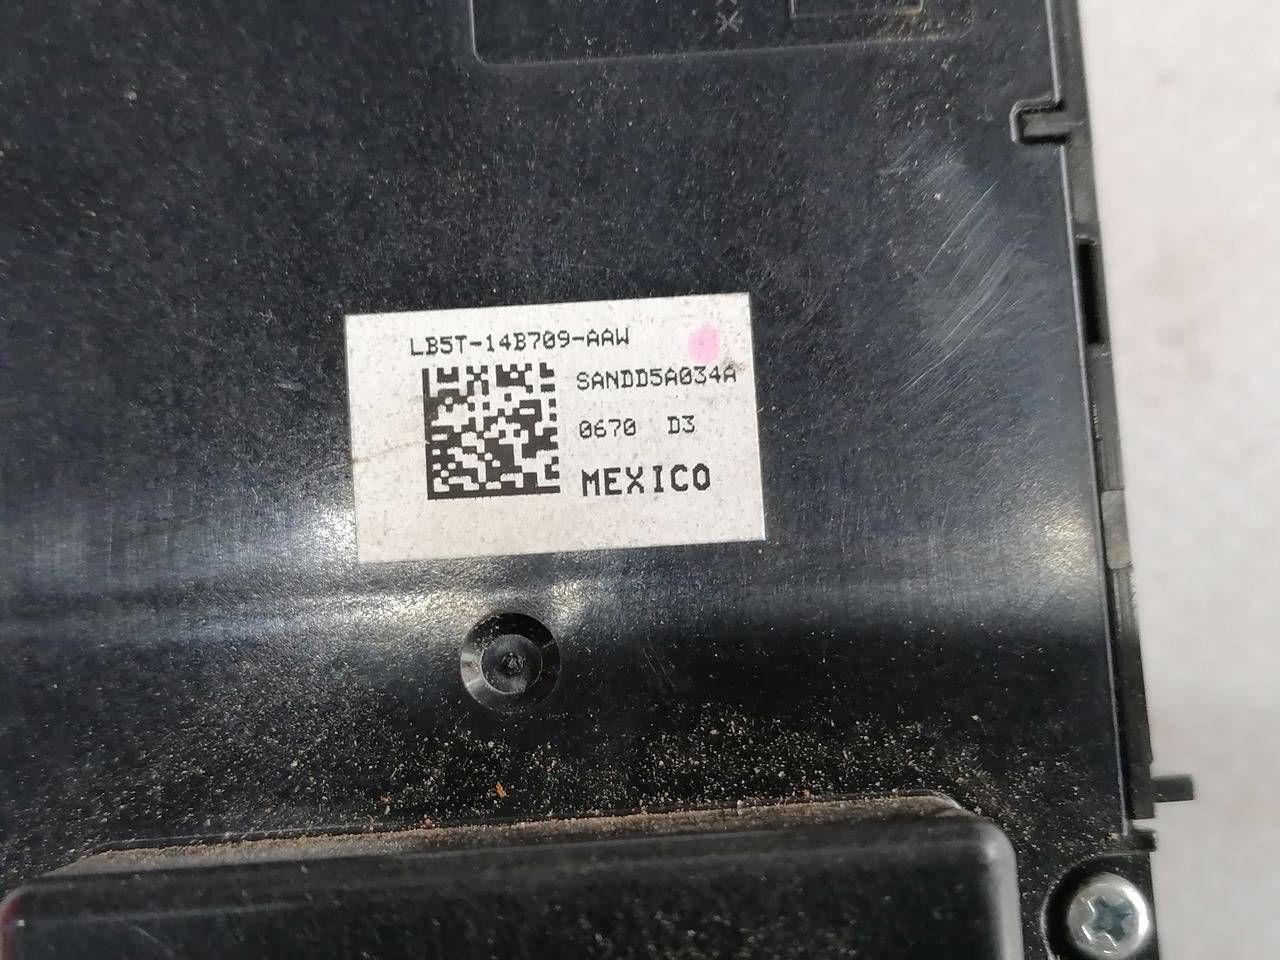 LB5T-14B709-AAW
SANDD5A034A
0670 D3
MEXICO